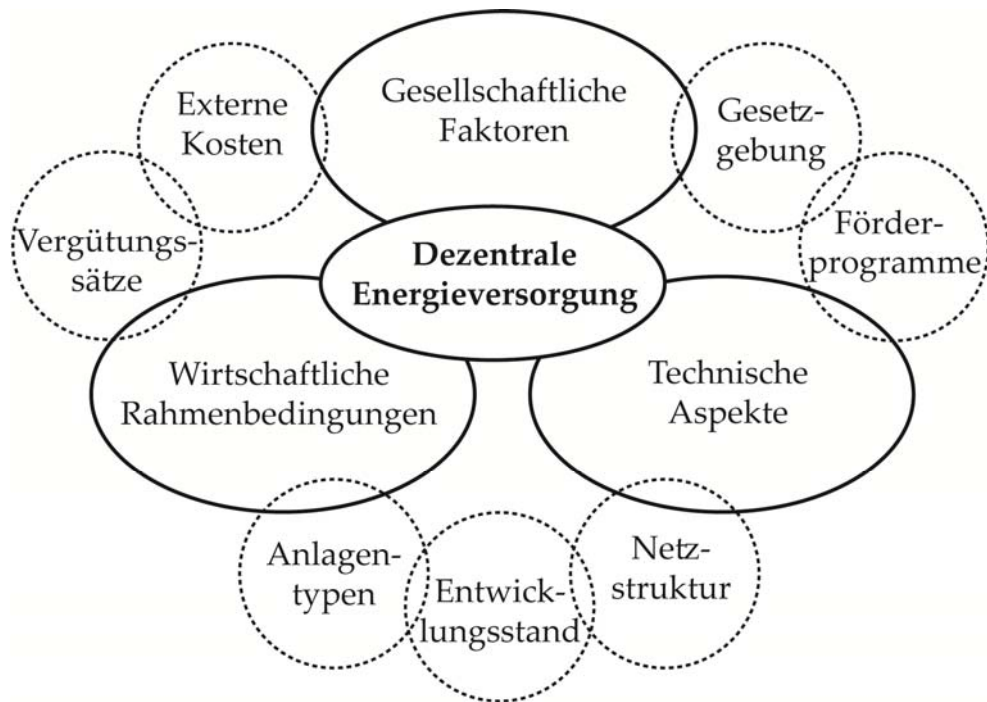 Externe
Kosten
Gesellschaftliche
Faktoren
Gesetz-
gebung
Vergütungs-
sätze
Dezentrale
Energieversorgung
Förder-
programme
Wirtschaftliche
Rahmenbedingungen
Technische
Aspekte
Anlagen-
typen
Entwick-
lungsstand
Netz-
struktur